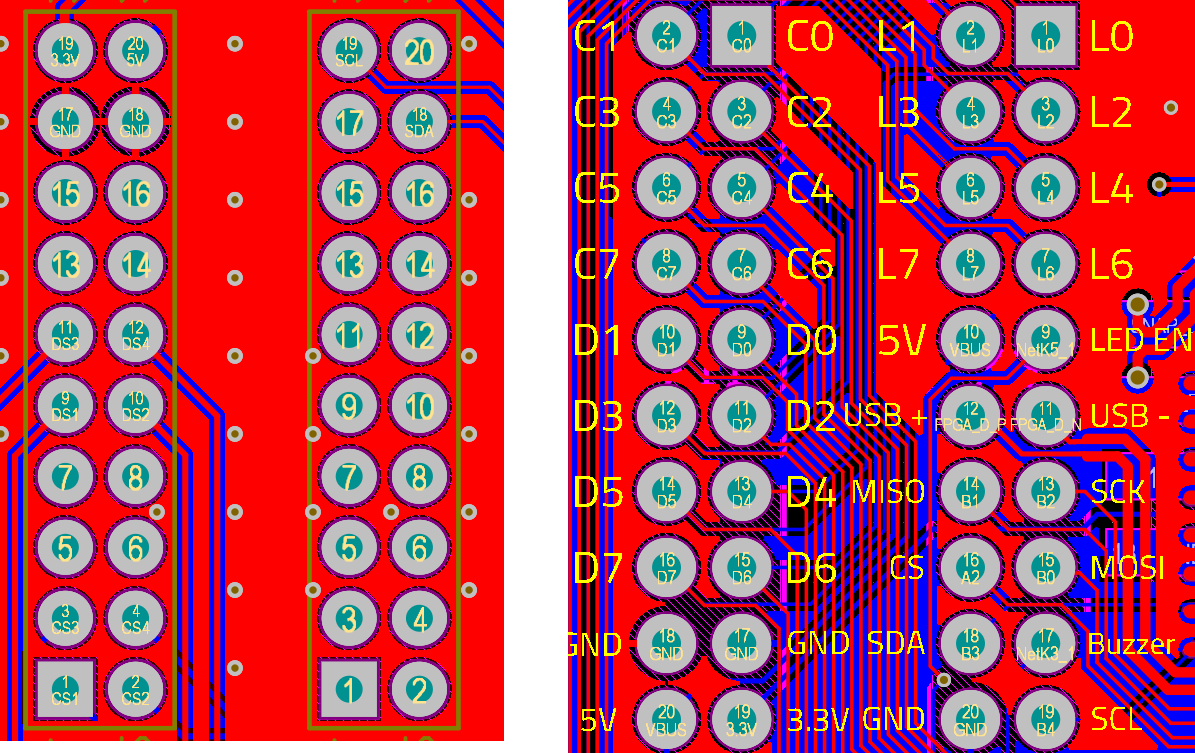 19 20 19 20
3.3V 5V SCL
17 18 17 18
GND GND SDA
15 16 15 16
13 14 13 14
11 12 11 12
DS3 DS4
9 10 9 10
DS1 DS2
7 8 7 8
5 6 5 6
3 4 3 4
CS3 CS4
1 2 1 2
CS1 CS2
C1 2 1 C0 L1 2 1 L0
C1 C0 L1 L0
C3 4 3 C2 L3 4 3 L2
C3 C2 L3 L2
C5 6 5 C4 L5 6 5 L4
C5 C4 L5 L4
C7 8 7 C6 L7 8 7 L6
C7 C6 L7 L6
D1 10 9 D0 5V 10 9 LED EN
D1 D0 VBUS NetK5_1
D3 12 11 D2 USB + 12 11 USB -
D3 D2 FPGA_D_P FPGA_D_N
D5 14 13 D4 MISO 14 13 SCK
D5 D4 B1 B2
D7 16 15 D6 CS 16 15 MOSI
D7 D6 A2 B0
GND 18 17 GND SDA 18 17 Buzzer
GND GND B3 NetK3_1
5V 20 19 3.3V GND 20 19 SCL
VBUS 3.3V GND B4